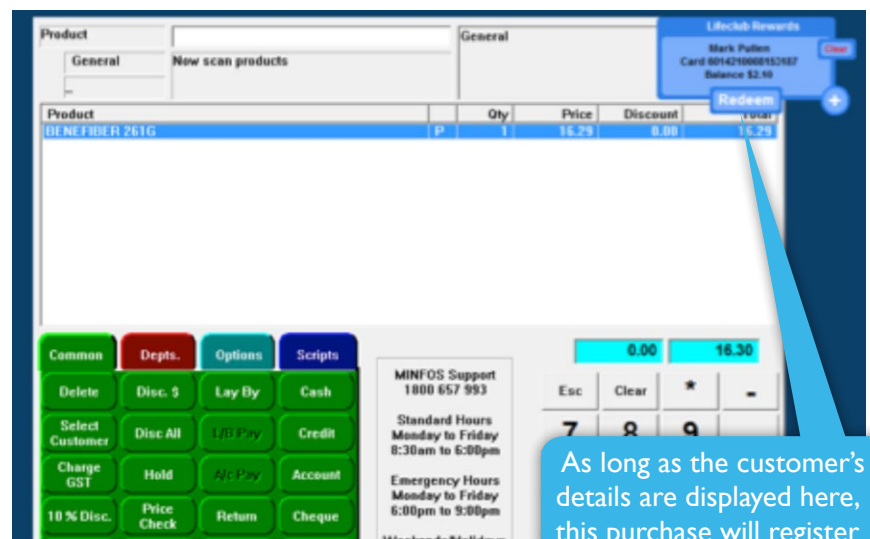 Product
General
Lifeclub Rewards
General
Now scan products
Mark Pullen
Clear
Balance $2.10
Redeem
+
Product Qty Price Discount Total
BENEFIBER 261G P 1 16.29 0.00 16.29
Common Depts. Options Scripts
0.00 16.30
Delete Disc. $ Lay By Cash
MINFOS Support
1800 657 993
Esc Clear * -
Select Customer Disc All L/B Pay Credit
Standard Hours
Monday to Friday
8:30am to 6:00pm
7 8 9
Charge GST Hold A/c Pay Account
Emergency Hours
Monday to Friday
6:00pm to 9:00pm
10 % Disc. Price Check Return Cheque
As long as the customer's
details are displayed here,
this purchase will register